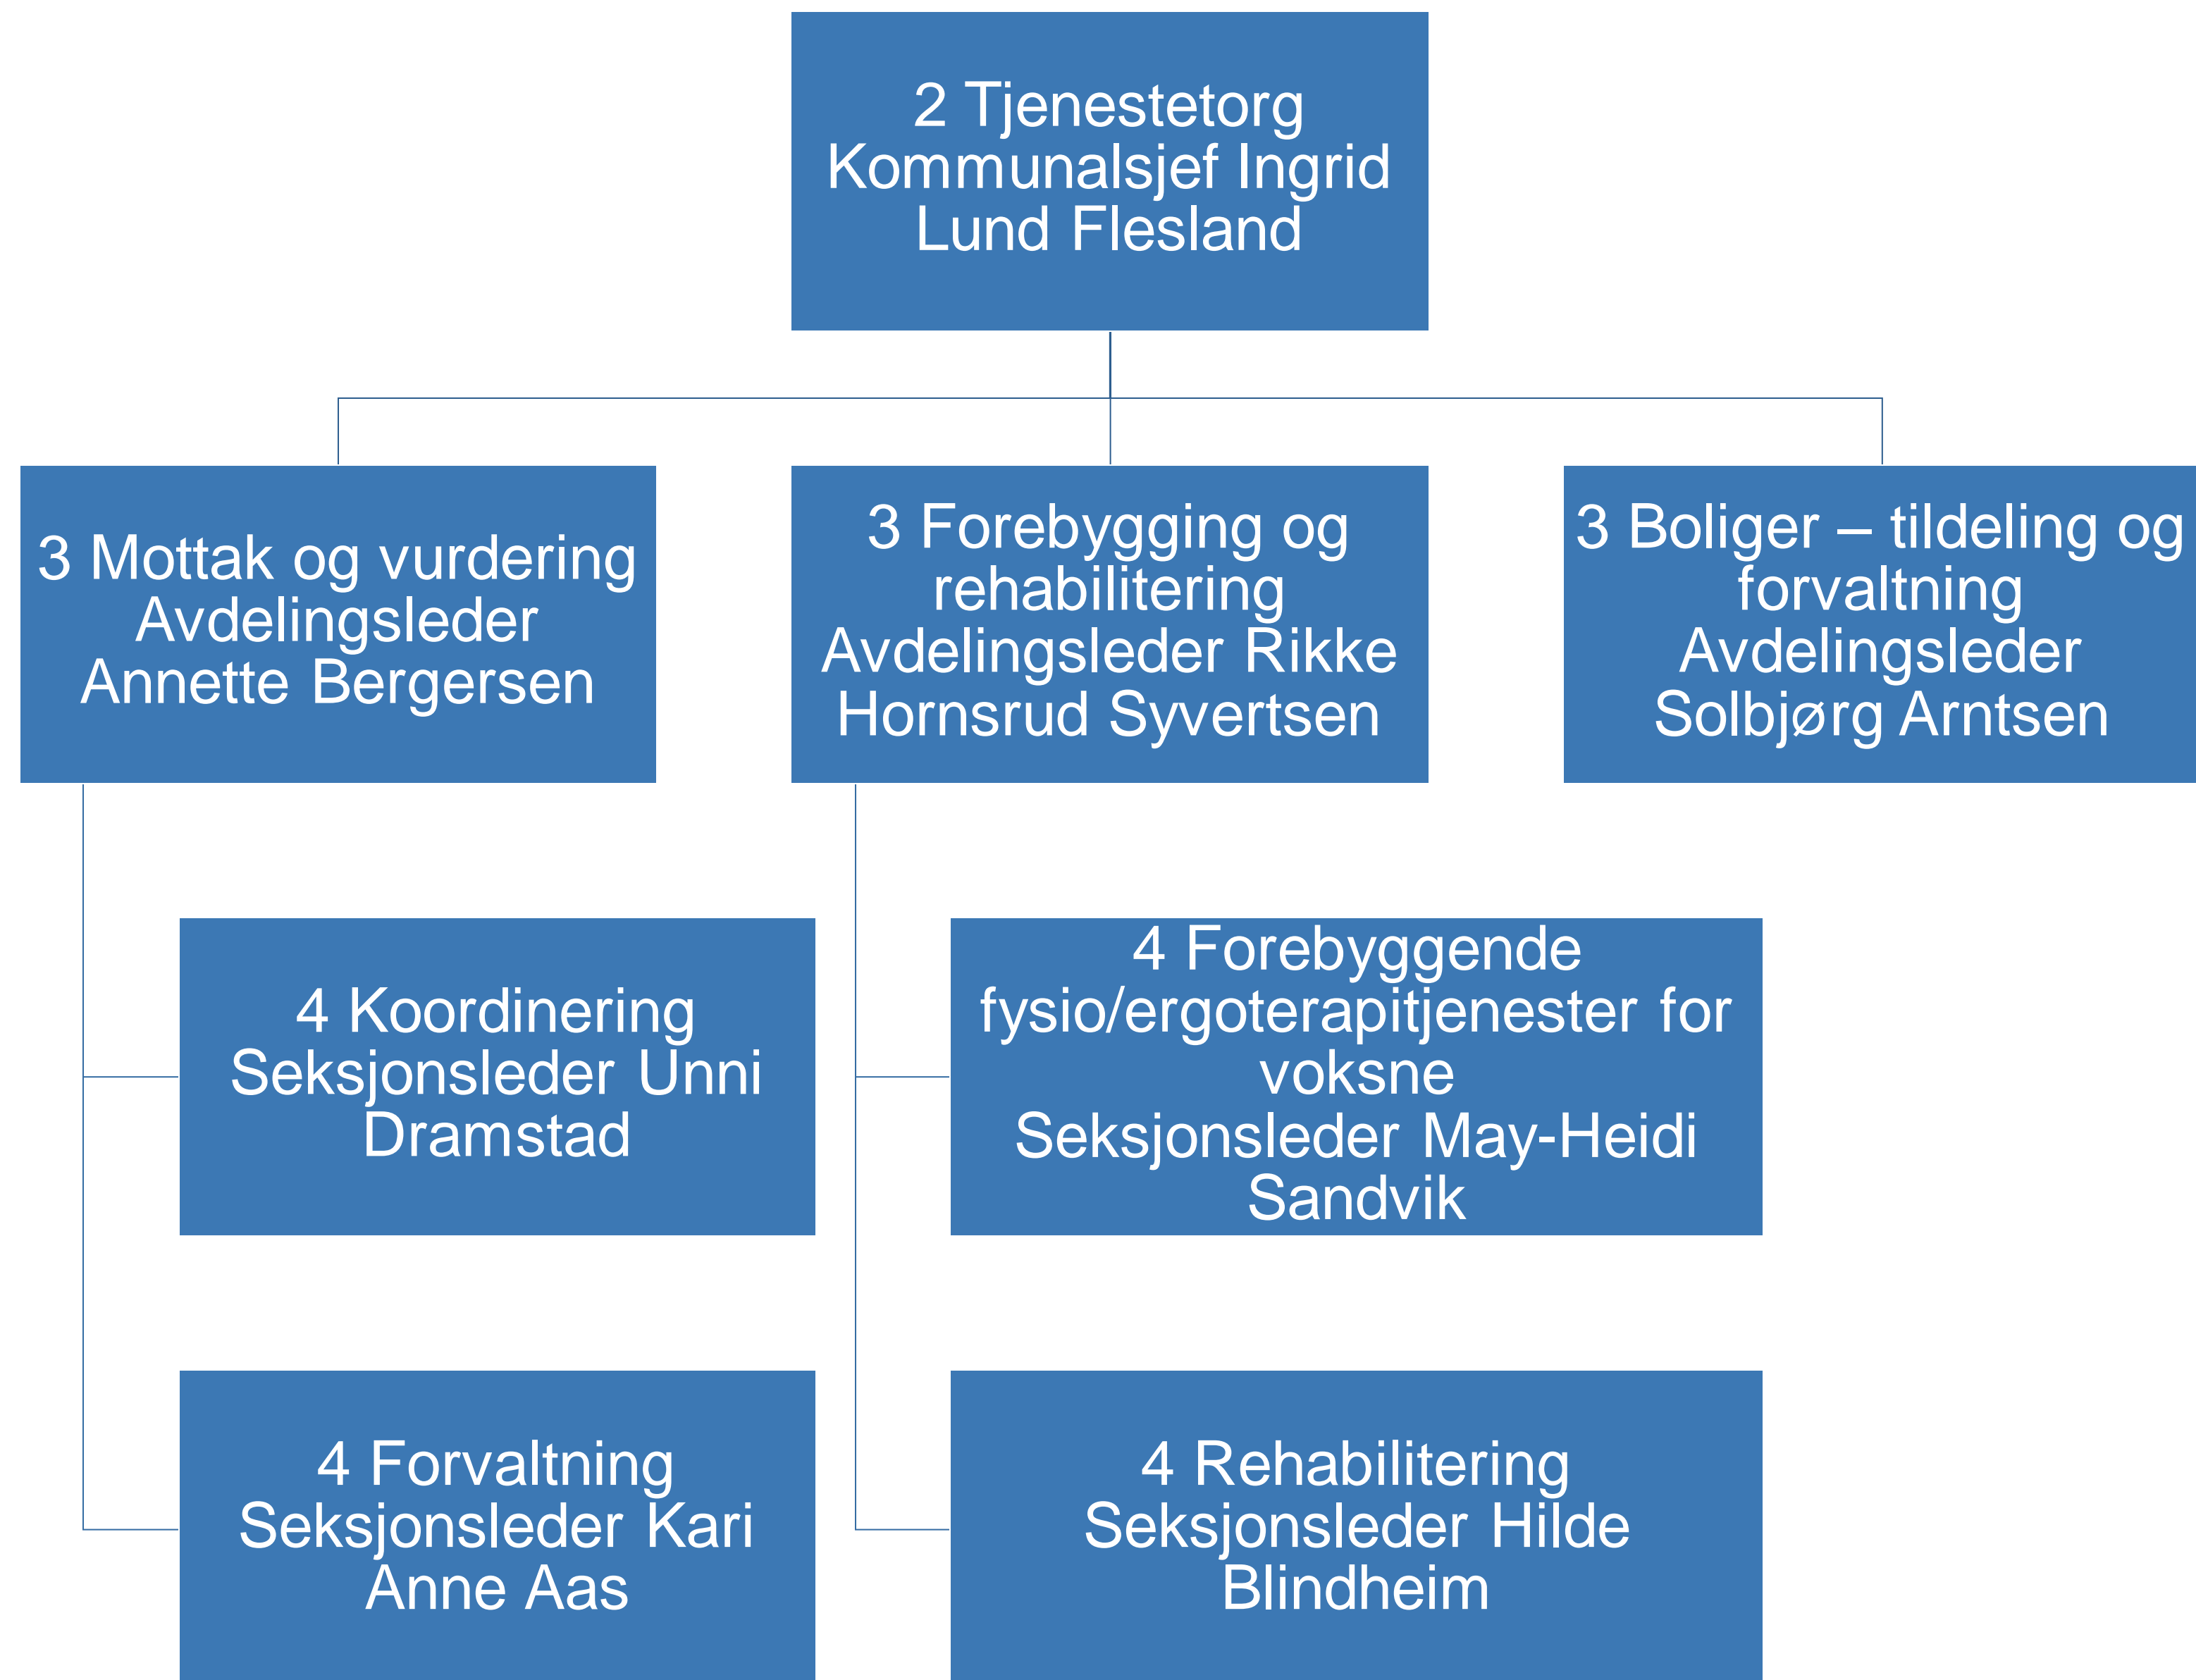 2 Tjenestetorg
Kommunalsjef Ingrid
Lund Flesland
3 Mottak og vurdering
Avdelingsleder
Annette Bergersen
3 Forebygging og
rehabilitering
Avdelingsleder Rikke
Hornsrud Syvertsen
3 Boliger – tildeling og
forvaltning
Avdelingsleder
Solbjørg Arntsen
4 Koordinering
Seksjonsleder Unni
Dramstad
4 Forebyggende
fysio/ergoterapitjenester for
voksne
Seksjonsleder May-Heidi
Sandvik
4 Forvaltning
Seksjonsleder Kari
Anne Aas
4 Rehabilitering
Seksjonsleder Hilde
Blindheim